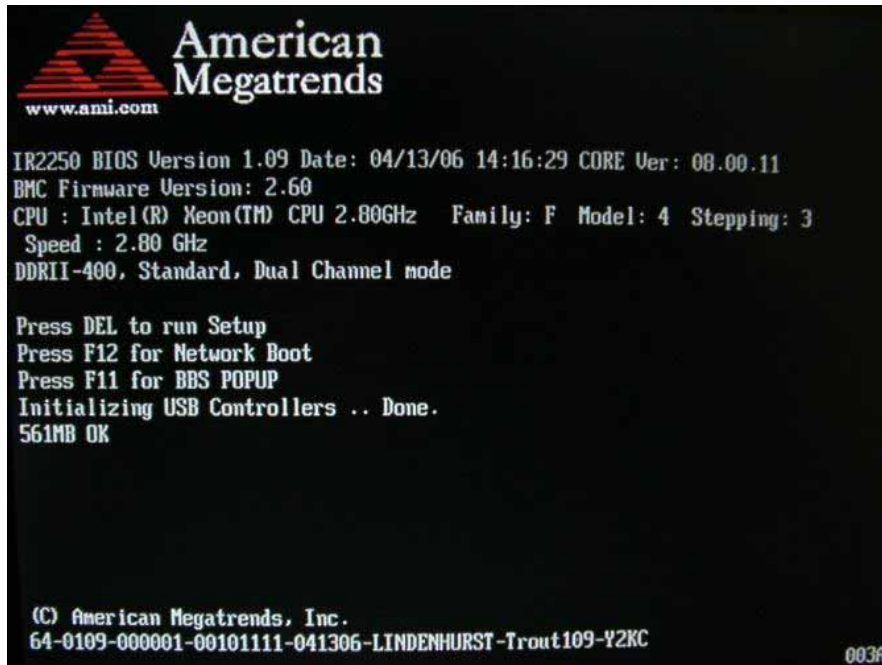 American
Megatrends
www.ami.com
IR2250 BIOS Version 1.09 Date: 04/13/06 14:16:29 CORE Ver: 08.00.11
BMC Firmware Version: 2.60
CPU : Intel(R) Xeon(TM) CPU 2.80GHz Family: F Model: 4 Stepping: 3
Speed : 2.80 GHz
DDRII-400, Standard, Dual Channel mode
Press DEL to run Setup
Press F12 for Network Boot
Press F11 for BBS POPUP
Initializing USB Controllers .. Done.
561MB OK
(C) American Megatrends, Inc.
64-0109-000001-00101111-041306-LINDENHURST-Trout109-Y2KC